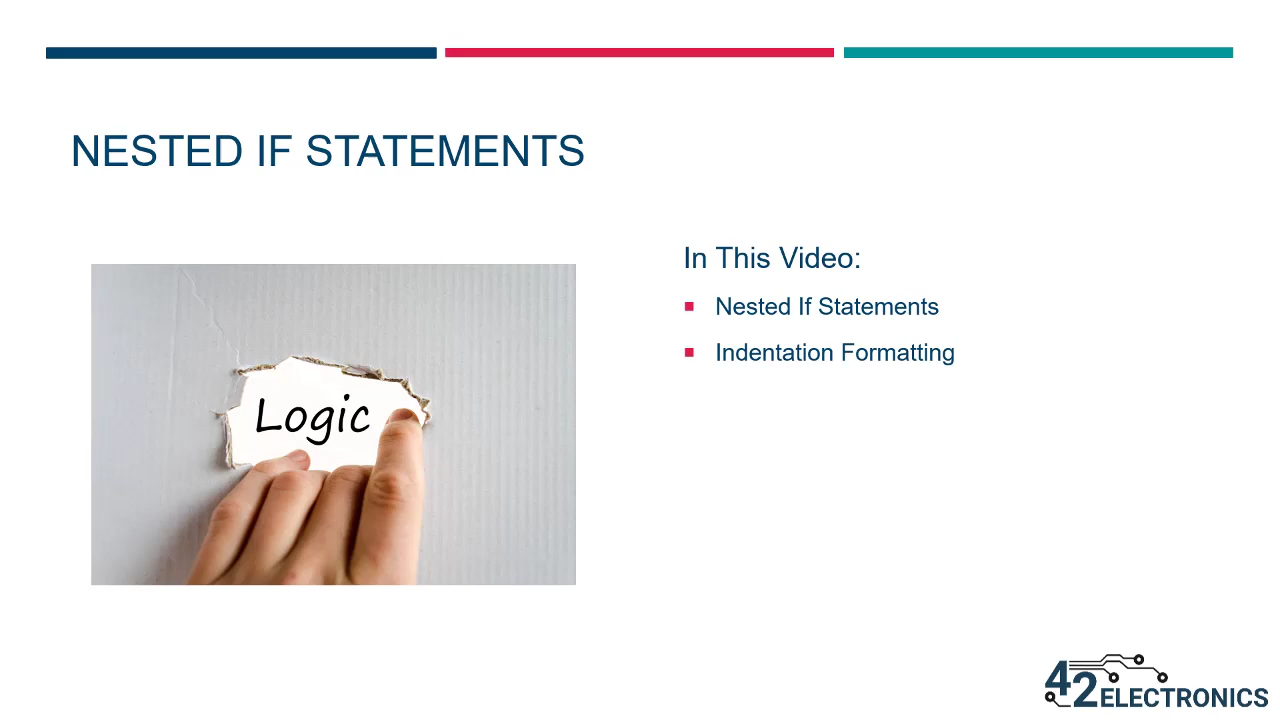 NESTED IF STATEMENTS
Logic
In This Video:
Nested If Statements
Indentation Formatting
42 ELECTRONICS